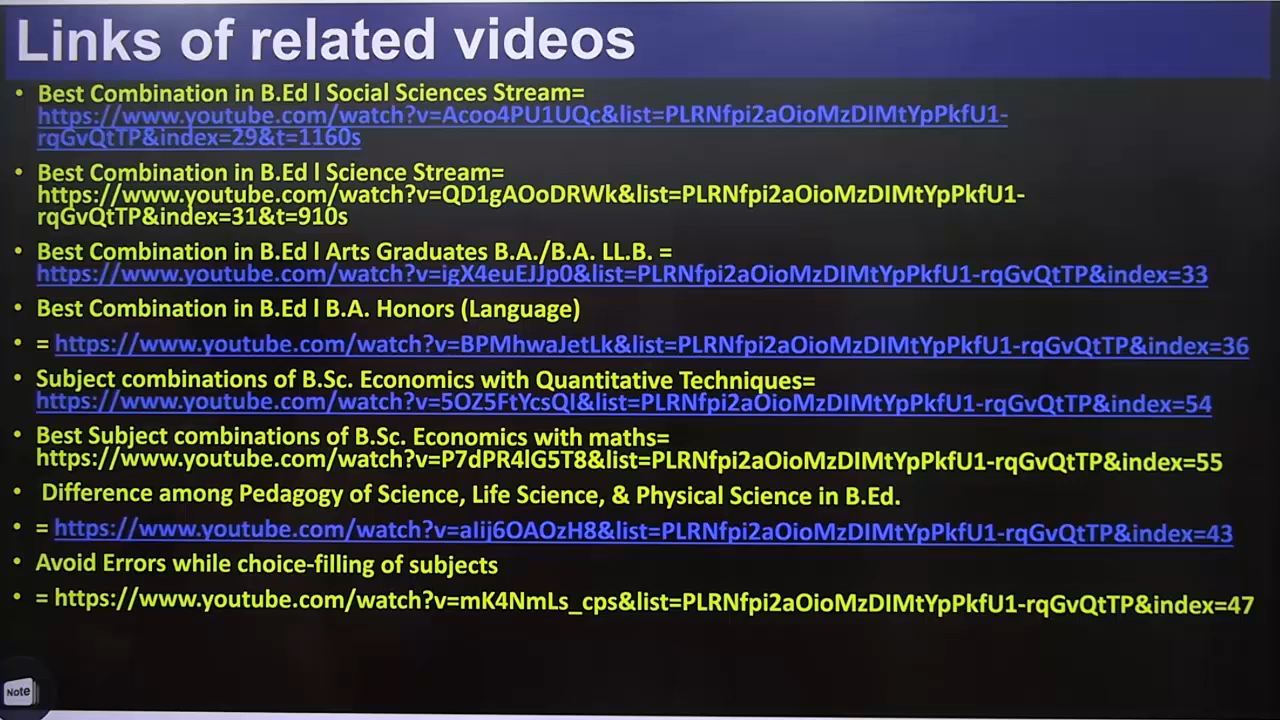 Links of related videos
• Best Combination in B.Ed l Social Sciences Stream=
https://www.youtube.com/watch?v=Acoo4PU1UQc&list=PLRNfpi2aOioMzDIMtYpPkfU1-
rqGvQtTP&index=29&t=1160s
• Best Combination in B.Ed l Science Stream=
https://www.youtube.com/watch?v=QD1gAOoDRWk&list=PLRNfpi2aOioMzDIMtYpPkfU1-
rqGvQtTP&index=31&t=910s
• Best Combination in B.Ed l Arts Graduates B.A./B.A. LL.B. =
https://www.youtube.com/watch?v=igX4euEJJp0&list=PLRNfpi2aOioMzDIMtYpPkfU1-rqGvQtTP&index=33
• Best Combination in B.Ed l B.A. Honors (Language)
• = https://www.youtube.com/watch?v=BPMhwaJetLk&list=PLRNfpi2aOioMzDIMtYpPkfU1-rqGvQtTP&index=36
• Subject combinations of B.Sc. Economics with Quantitative Techniques=
https://www.youtube.com/watch?v=5OZ5FtYcsQI&list=PLRNfpi2aOioMzDIMtYpPkfU1-rqGvQtTP&index=54
• Best Subject combinations of B.Sc. Economics with maths=
https://www.youtube.com/watch?v=P7dPR4lG5T8&list=PLRNfpi2aOioMzDIMtYpPkfU1-rqGvQtTP&index=55
• Difference among Pedagogy of Science, Life Science, & Physical Science in B.Ed.
• = https://www.youtube.com/watch?v=alij6OAOzH8&list=PLRNfpi2aOioMzDIMtYpPkfU1-rqGvQtTP&index=43
• Avoid Errors while choice-filling of subjects
• = https://www.youtube.com/watch?v=mK4NmLs_cps&list=PLRNfpi2aOioMzDIMtYpPkfU1-rqGvQtTP&index=47
Note